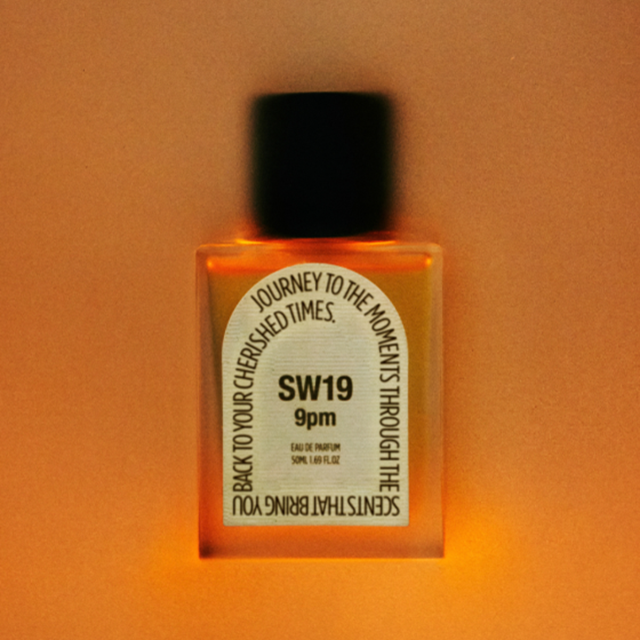 JOURNEY TO THE MOMENTS THROUGH THE
SCENTS THAT BRING YOU
BACK TO YOUR CHERISHED TIMES.
SW19
9pm
EAU DE PARFUM
50ML 1.69 FL.OZ